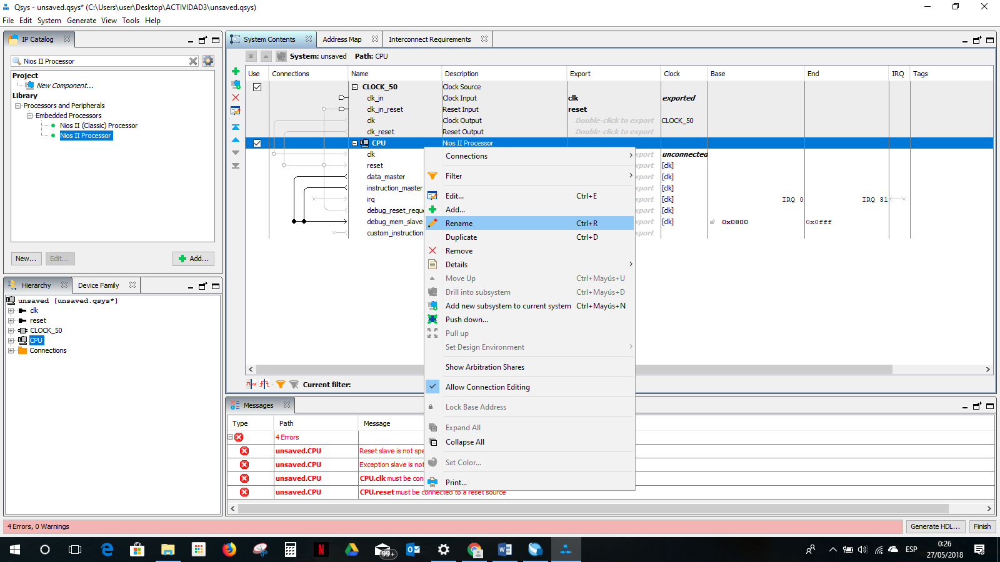 Qsys - unsaved.qsys* (C:\Users\user\Desktop\ACTIVIDAD3\unsaved.qsys)
File Edit System Generate View Tools Help
IP Catalog
Nios II Processor
Project
New Component...
Library
Processors and Peripherals
Embedded Processors
Nios II (Classic) Processor
Nios II Processor
New... Edit... Add...
Hierarchy Device Family
unsaved [unsaved.qsys*]
clk
reset
CLOCK_50
CPU
Connections
System Contents Address Map Interconnect Requirements
System: unsaved Path: CPU
Use Connections Name Description Export Clock Base End IRQ Tags
CLOCK_50 Clock Source
clk_in Clock Input clk exported
clk_in_reset Reset Input reset
clk Clock Output Double-click to export CLOCK_50
clk_reset Reset Output Double-click to export
CPU Nios II Processor
clk xport unconnected
reset xport [clk]
data_master xport [clk]
instruction_master xport [clk]
irq xport [clk] IRQ 0 IRQ 31
debug_reset_reque xport [clk]
debug_mem_slave xport [clk] 0x0800 0x0fff
custom_instruction xport
Connections
Filter
Edit... Ctrl+E
Add...
Rename Ctrl+R
Duplicate Ctrl+D
Remove
Details
Move Up Ctrl+Mayús+U
Drill into subsystem Ctrl+Mayús+D
Add new subsystem to current system Ctrl+Mayús+N
Push down...
Pull up
Set Design Environment
Show Arbitration Shares
Allow Connection Editing
Lock Base Address
Expand All
Collapse All
Set Color...
Print...
Current filter:
Messages
Type Path Message
4 Errors
unsaved.CPU Reset slave is not spe
unsaved.CPU Exception slave is not
unsaved.CPU CPU.clk must be con
unsaved.CPU CPU.reset must be connected to a reset source
4 Errors, 0 Warnings
Generate HDL... Finish
99+
ESP
0:26
27/05/2018